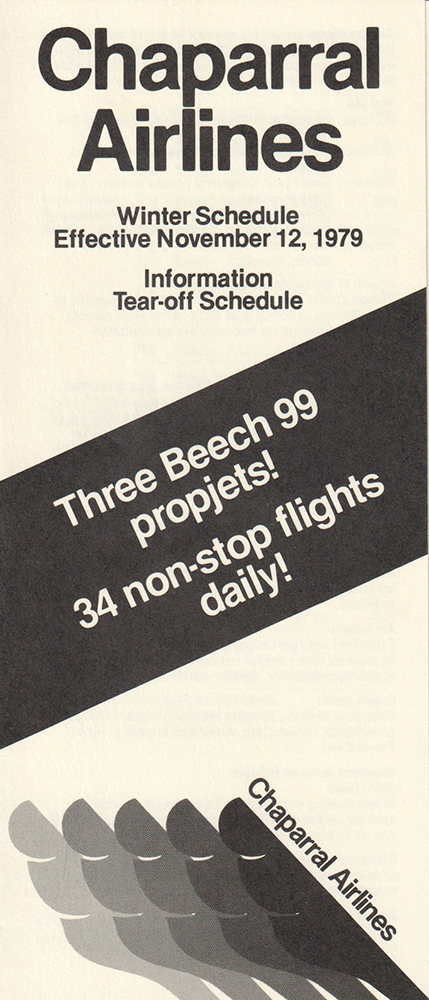 Chaparral
Airlines
Winter Schedule
Effective November 12, 1979
Information
Tear-off Schedule
Three Beech 99
propjets!
34 non-stop flights
daily!
Chaparral Airlines